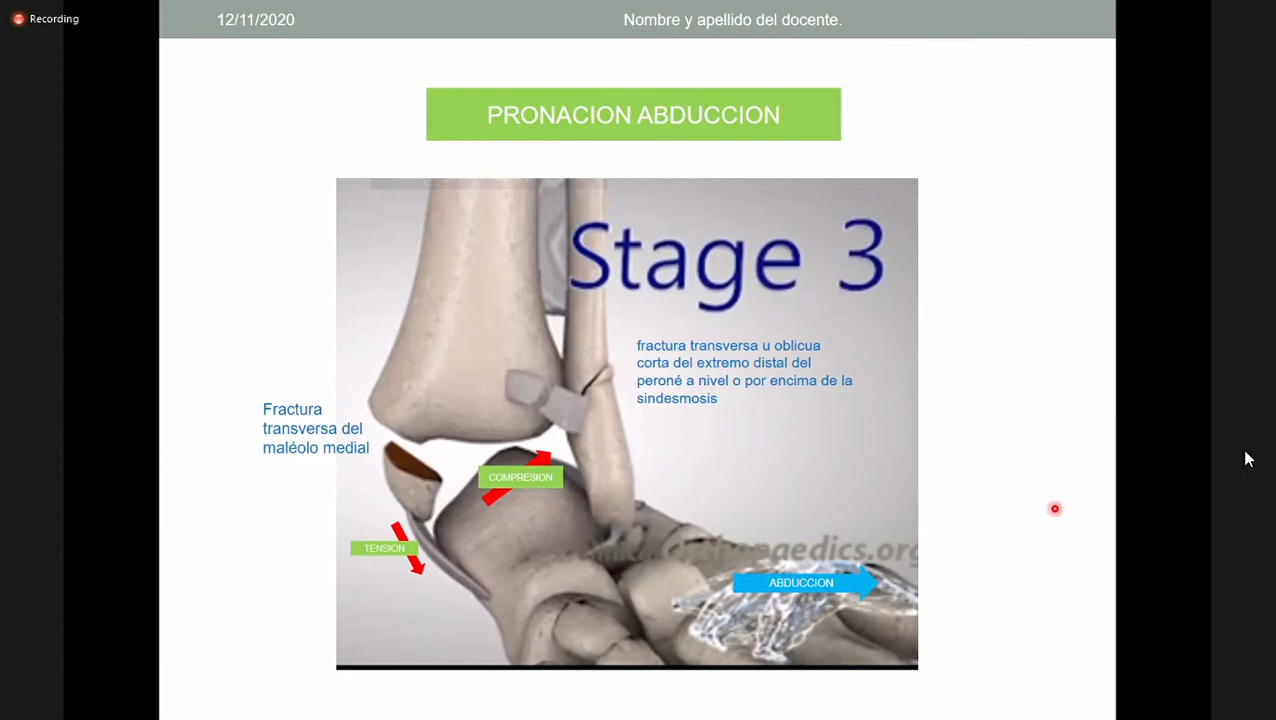 Recording
12/11/2020
Nombre y apellido del docente.
PRONACION ABDUCCION
Stage 3
fractura transversa u oblicua
corta del extremo distal del
peroné a nivel o por encima de la
sindesmosis
Fractura
transversa del
maléolo medial
COMPRESION
TENSION
ABDUCCION